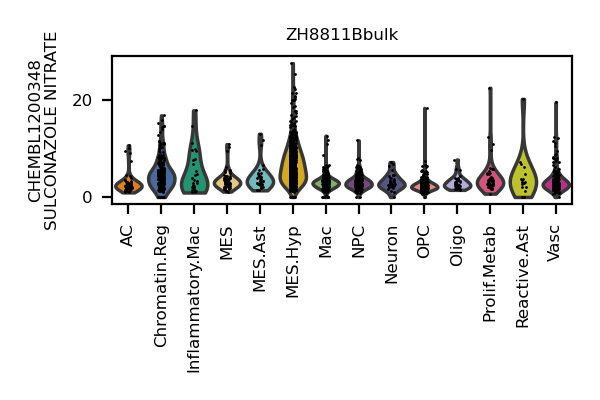 ZH8811Bbulk
CHEMBL1200348
SULCONAZOLE NITRATE
20
0
AC
Chromatin.Reg
Inflammatory.Mac
MES
MES.Ast
MES.Hyp
Mac
NPC
Neuron
OPC
Oligo
Prolif.Metab
Reactive.Ast
Vasc